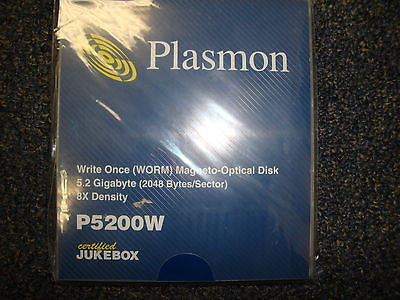 Plasmon
Write Once (WORM) Magneto-Optical Disk
5.2 Gigabyte (2048 Bytes/Sector)
8X Density
P5200W
certified
JUKEBOX